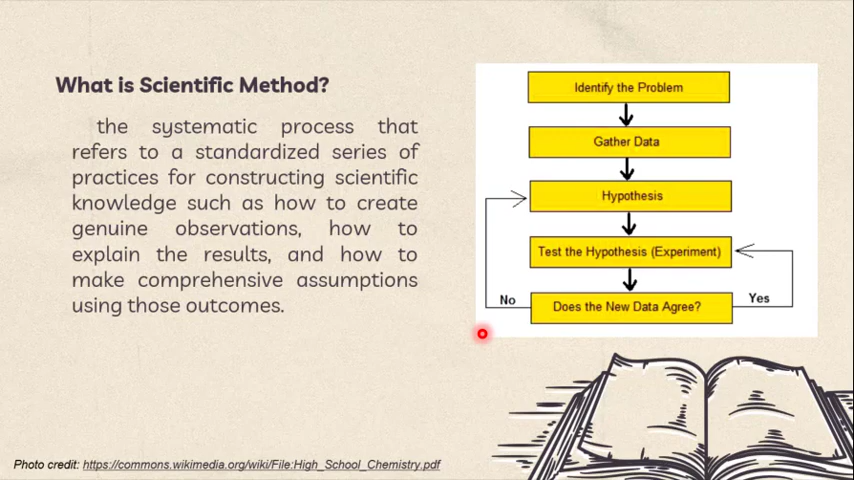 What is Scientific Method?
the systematic process that
refers to a standardized series of
practices for constructing scientific
knowledge such as how to create
genuine observations, how to
explain the results, and how to
make comprehensive assumptions
using those outcomes.
Identify the Problem
Gather Data
Hypothesis
Test the Hypothesis (Experiment)
Does the New Data Agree?
No
Yes
Photo credit: https://commons.wikimedia.org/wiki/File:High_School_Chemistry.pdf